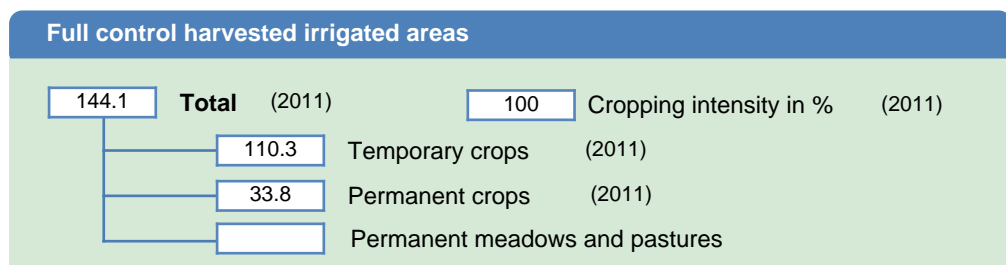 Full control harvested irrigated areas
144.1 Total (2011) 100 Cropping intensity in % (2011)
110.3 Temporary crops (2011)
33.8 Permanent crops (2011)
Permanent meadows and pastures